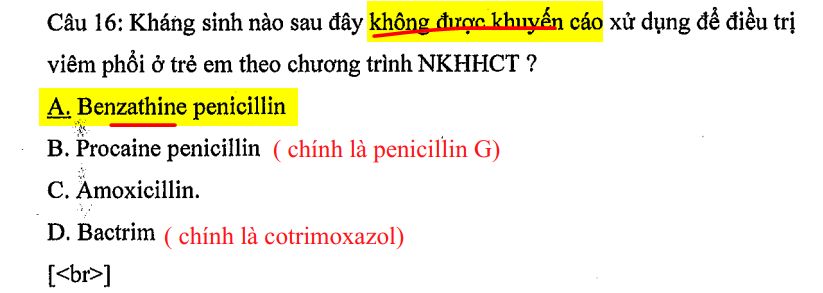 Câu 16: Kháng sinh nào sau đây không được khuyến cáo xử dụng để điều trị
viêm phổi ở trẻ em theo chương trình NKHHCT ?
A. Benzathine penicillin
B. Procaine penicillin ( chính là penicillin G)
C. Amoxicillin.
D. Bactrim ( chính là cotrimoxazol)
[<br>]